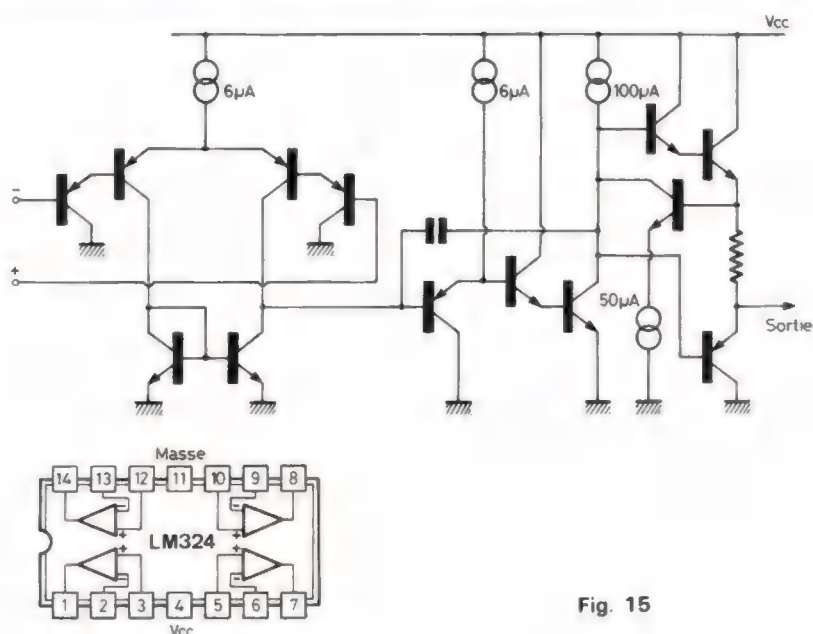 Vcc
6µA
6µA
100µA
−
+
50µA
Sortie
Masse
14 13 12 11 10 9 8
− −
+ +
LM324
+ +
− −
1 2 3 4 5 6 7
Vcc
Fig. 15